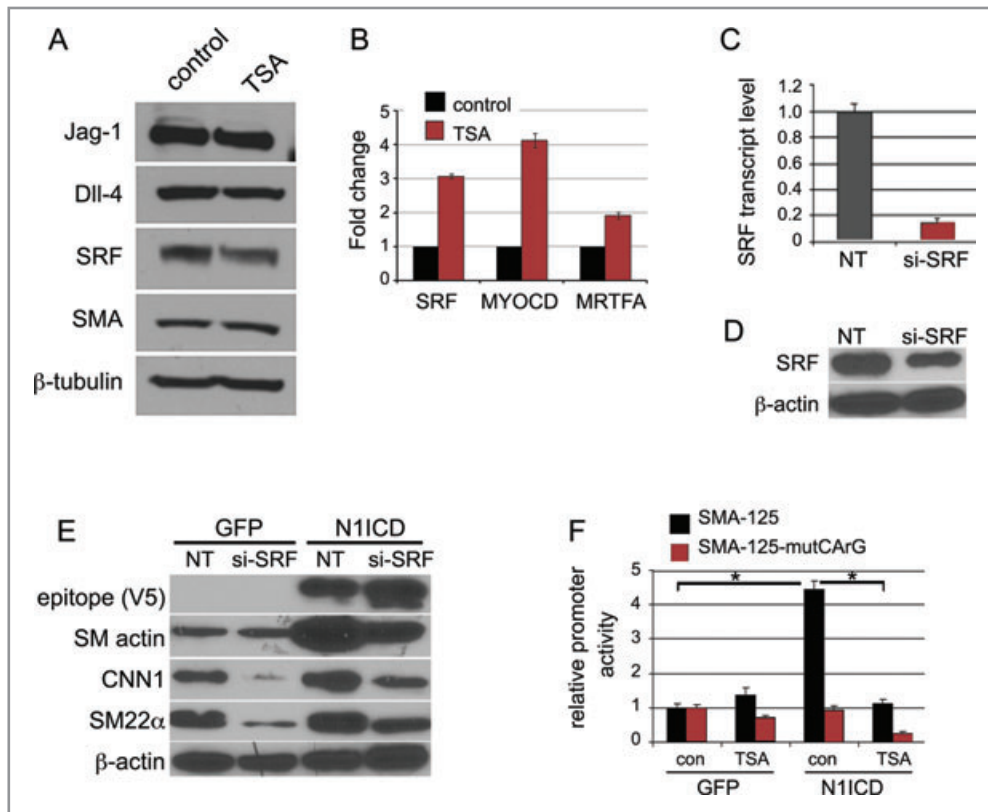 A
control TSA
Jag-1
Dll-4
SRF
SMA
β-tubulin
B
control
TSA
Fold change
5
4
3
2
1
0
SRF MYOCD MRTFA
C
SRF transcript level
1.2
1.0
0.8
0.6
0.4
0.2
0
NT si-SRF
D
NT si-SRF
SRF
β-actin
E
GFP N1ICD
NT si-SRF NT si-SRF
epitope (V5)
SM actin
CNN1
SM22α
β-actin
F
SMA-125
SMA-125-mutCArG
relative promoter
activity
5
4
3
2
1
0
* *
con TSA con TSA
GFP N1ICD